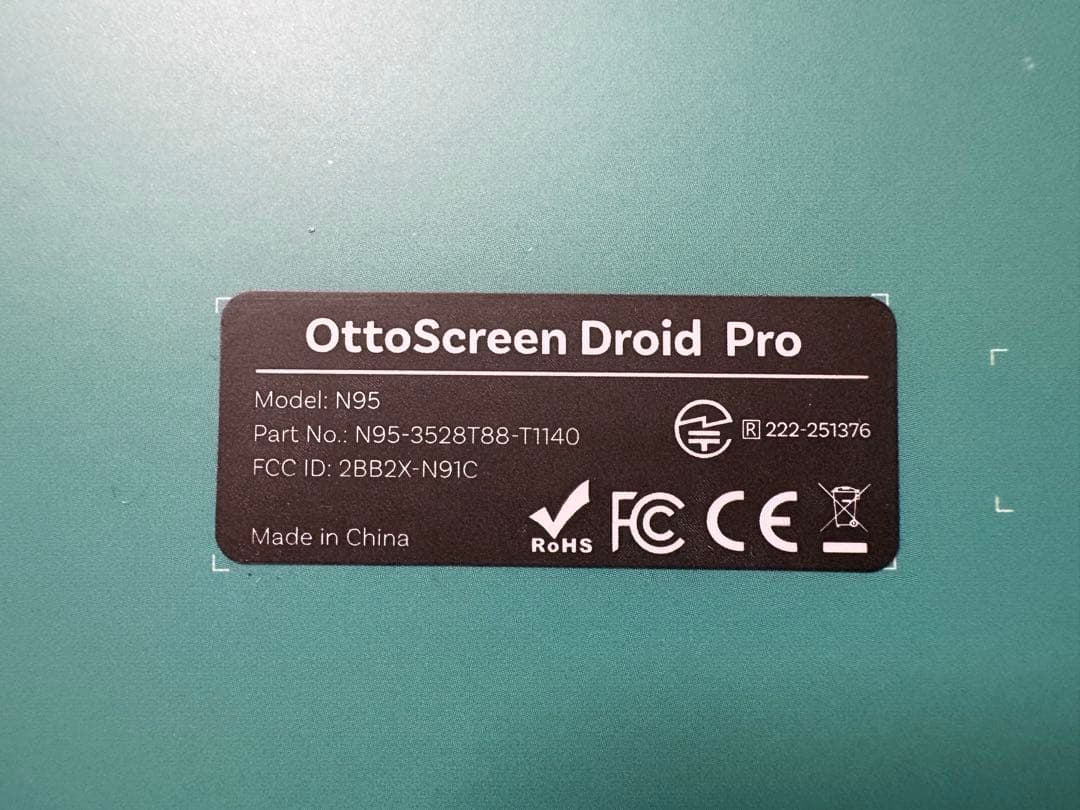 OttoScreen Droid Pro
Model: N95
Part No.: N95-3528T88-T1140
FCC ID: 2BB2X-N91C
R 222-251376
Made in China
RoHS FC CE